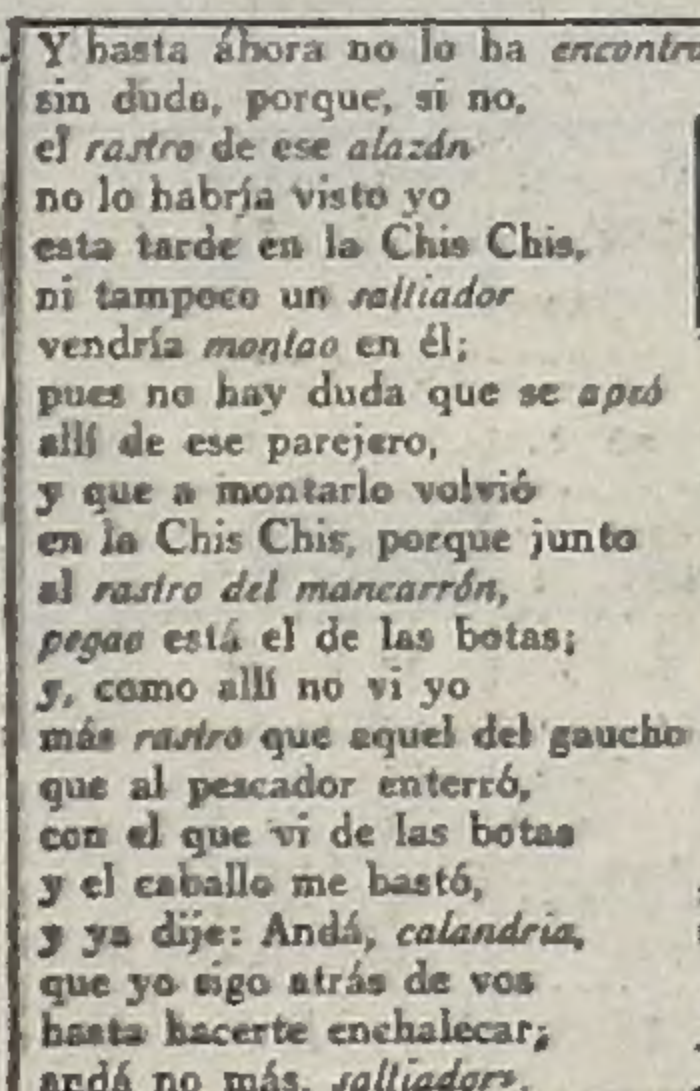 Y hasta áhora no lo ha encontra
sin duda, porque, si no,
el rastro de ese alazán
no lo habría visto yo
esta tarde en la Chis Chis,
ni tampoco un saltiador
vendría montao en él;
pues no hay duda que se apió
allí de ese parejero,
y que a montarlo volvió
en la Chis Chis, porque junto
al rastro del mancarrón,
pegao está el de las botas;
y, como allí no vi yo
más rastro que aquel del gaucho
que al pescador enterró,
con el que vi de las botas
y el caballo me bastó,
y ya dije: Andá, calandria,
que yo sigo atrás de vos
hasta hacerte enchalecar;
andá no más, saltiador,